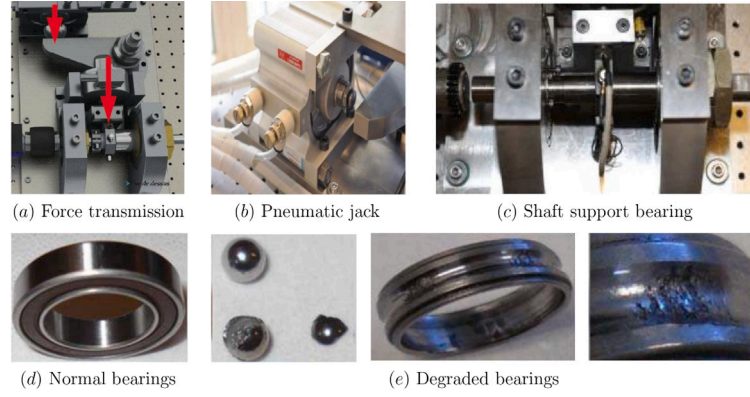 (a) Force transmission
(b) Pneumatic jack
(c) Shaft support bearing
(d) Normal bearings
(e) Degraded bearings